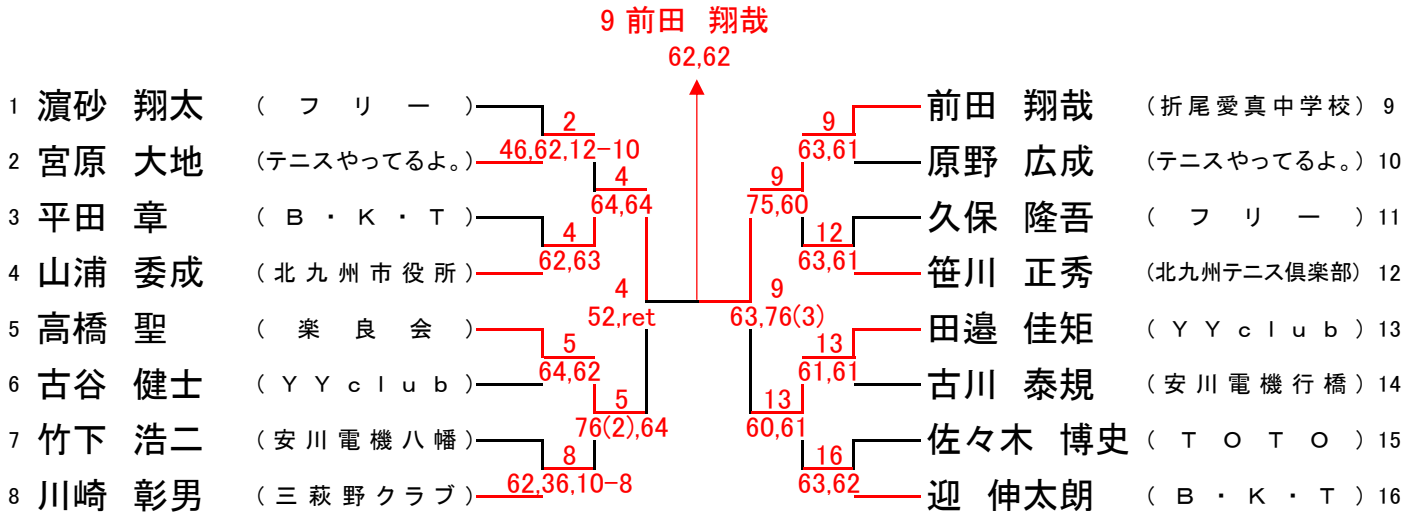 9 前田 翔哉
62,62
1 濵砂 翔太 (フリー)
2
46,62,12-10
2 宮原 大地 (テニスやってるよ。)
4
64,64
3 平田 章 (B・K・T)
4
62,63
4 山浦 委成 (北九州市役所)
4
52,ret
5 高橋 聖 (楽良会)
5
64,62
6 古谷 健士 (YYclub)
5
76(2),64
7 竹下 浩二 (安川電機八幡)
8
62,36,10-8
8 川崎 彰男 (三萩野クラブ)
前田 翔哉 (折尾愛真中学校) 9
9
63,61
原野 広成 (テニスやってるよ。) 10
9
75,60
久保 隆吾 (フリー) 11
12
63,61
笹川 正秀 (北九州テニス倶楽部) 12
9
63,76(3)
田邉 佳矩 (YYclub) 13
13
61,61
古川 泰規 (安川電機行橋) 14
13
60,61
佐々木 博史 (TOTO) 15
16
63,62
迎 伸太朗 (B・K・T) 16